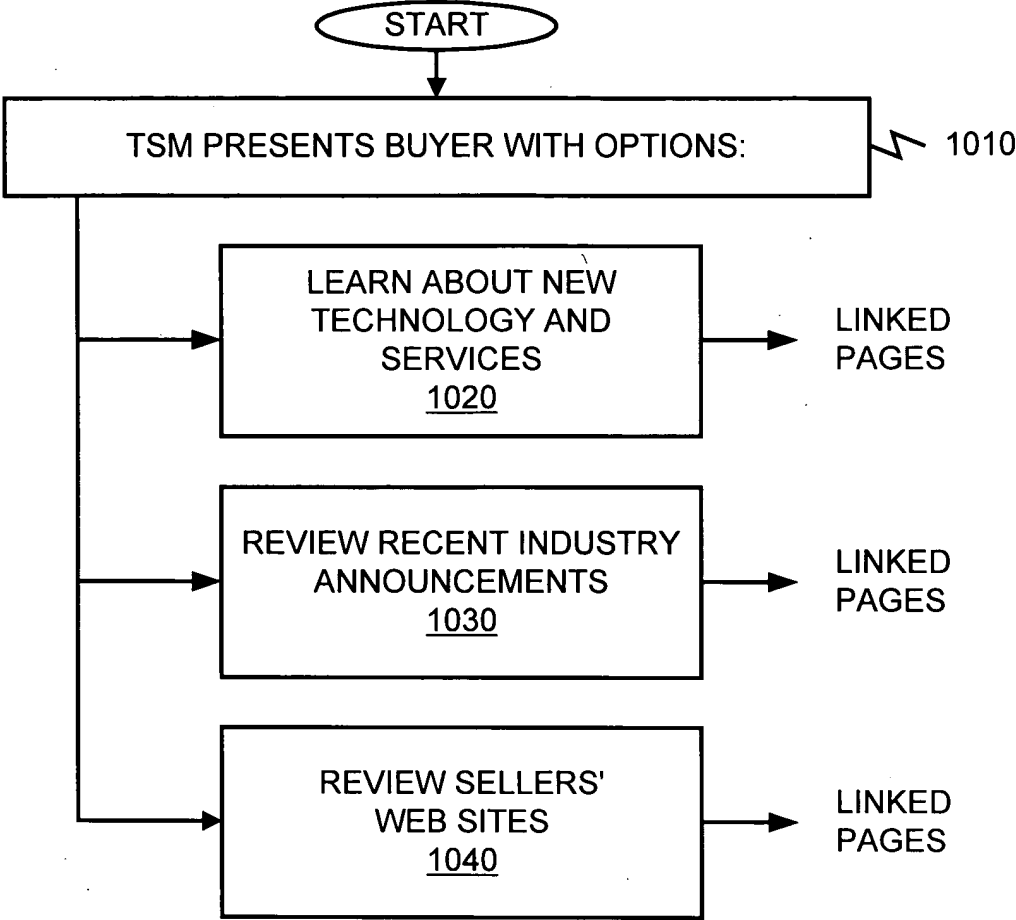 START
TSM PRESENTS BUYER WITH OPTIONS:
1010
LEARN ABOUT NEW
TECHNOLOGY AND
SERVICES
1020
LINKED
PAGES
REVIEW RECENT INDUSTRY
ANNOUNCEMENTS
1030
LINKED
PAGES
REVIEW SELLERS'
WEB SITES
1040
LINKED
PAGES